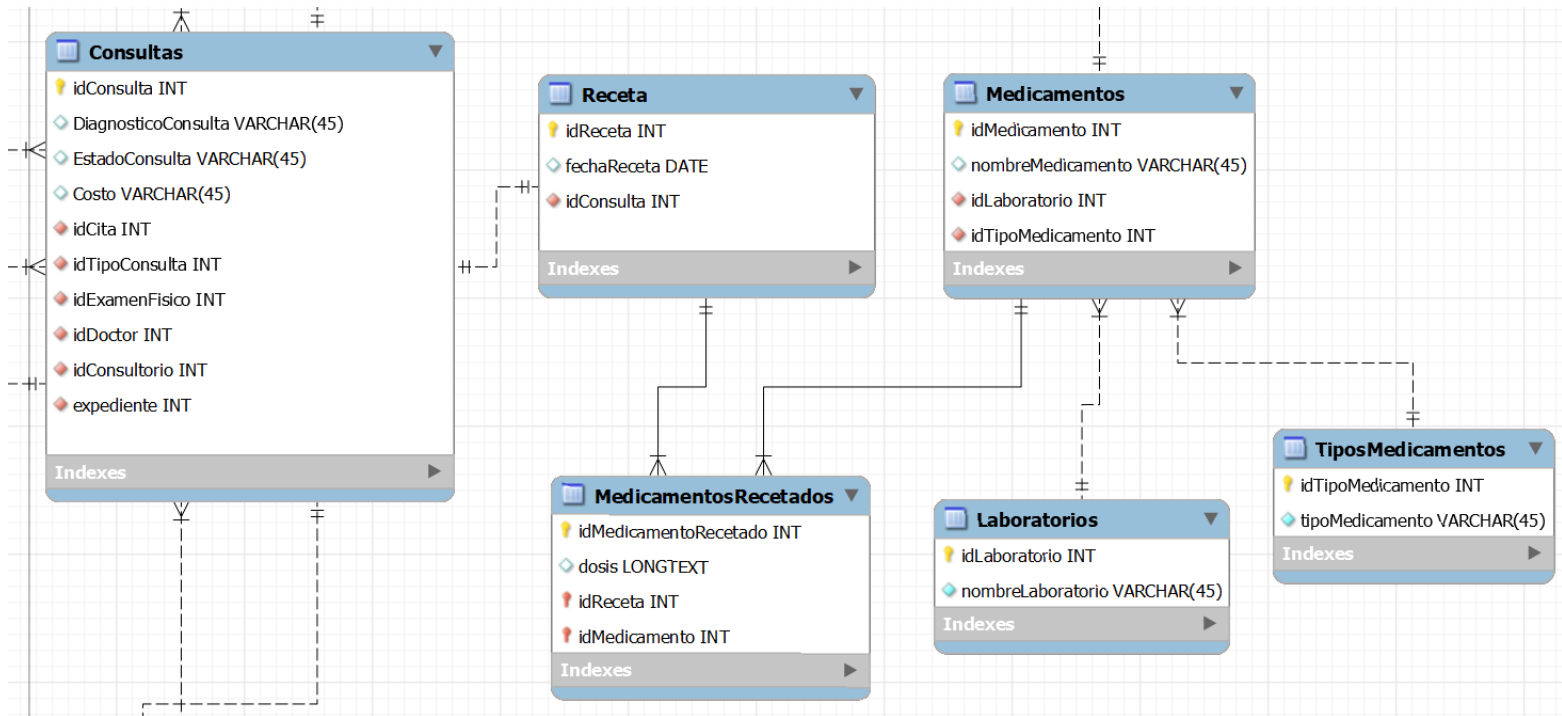 Consultas
idConsulta INT
DiagnosticoConsulta VARCHAR(45)
EstadoConsulta VARCHAR(45)
Costo VARCHAR(45)
idCita INT
idTipoConsulta INT
idExamenFisico INT
idDoctor INT
idConsultorio INT
expediente INT
Indexes
Receta
idReceta INT
fechaReceta DATE
idConsulta INT
Indexes
Medicamentos
idMedicamento INT
nombreMedicamento VARCHAR(45)
idLaboratorio INT
idTipoMedicamento INT
Indexes
MedicamentosRecetados
idMedicamentoRecetado INT
dosis LONGTEXT
idReceta INT
idMedicamento INT
Indexes
Laboratorios
idLaboratorio INT
nombreLaboratorio VARCHAR(45)
Indexes
TiposMedicamentos
idTipoMedicamento INT
tipoMedicamento VARCHAR(45)
Indexes